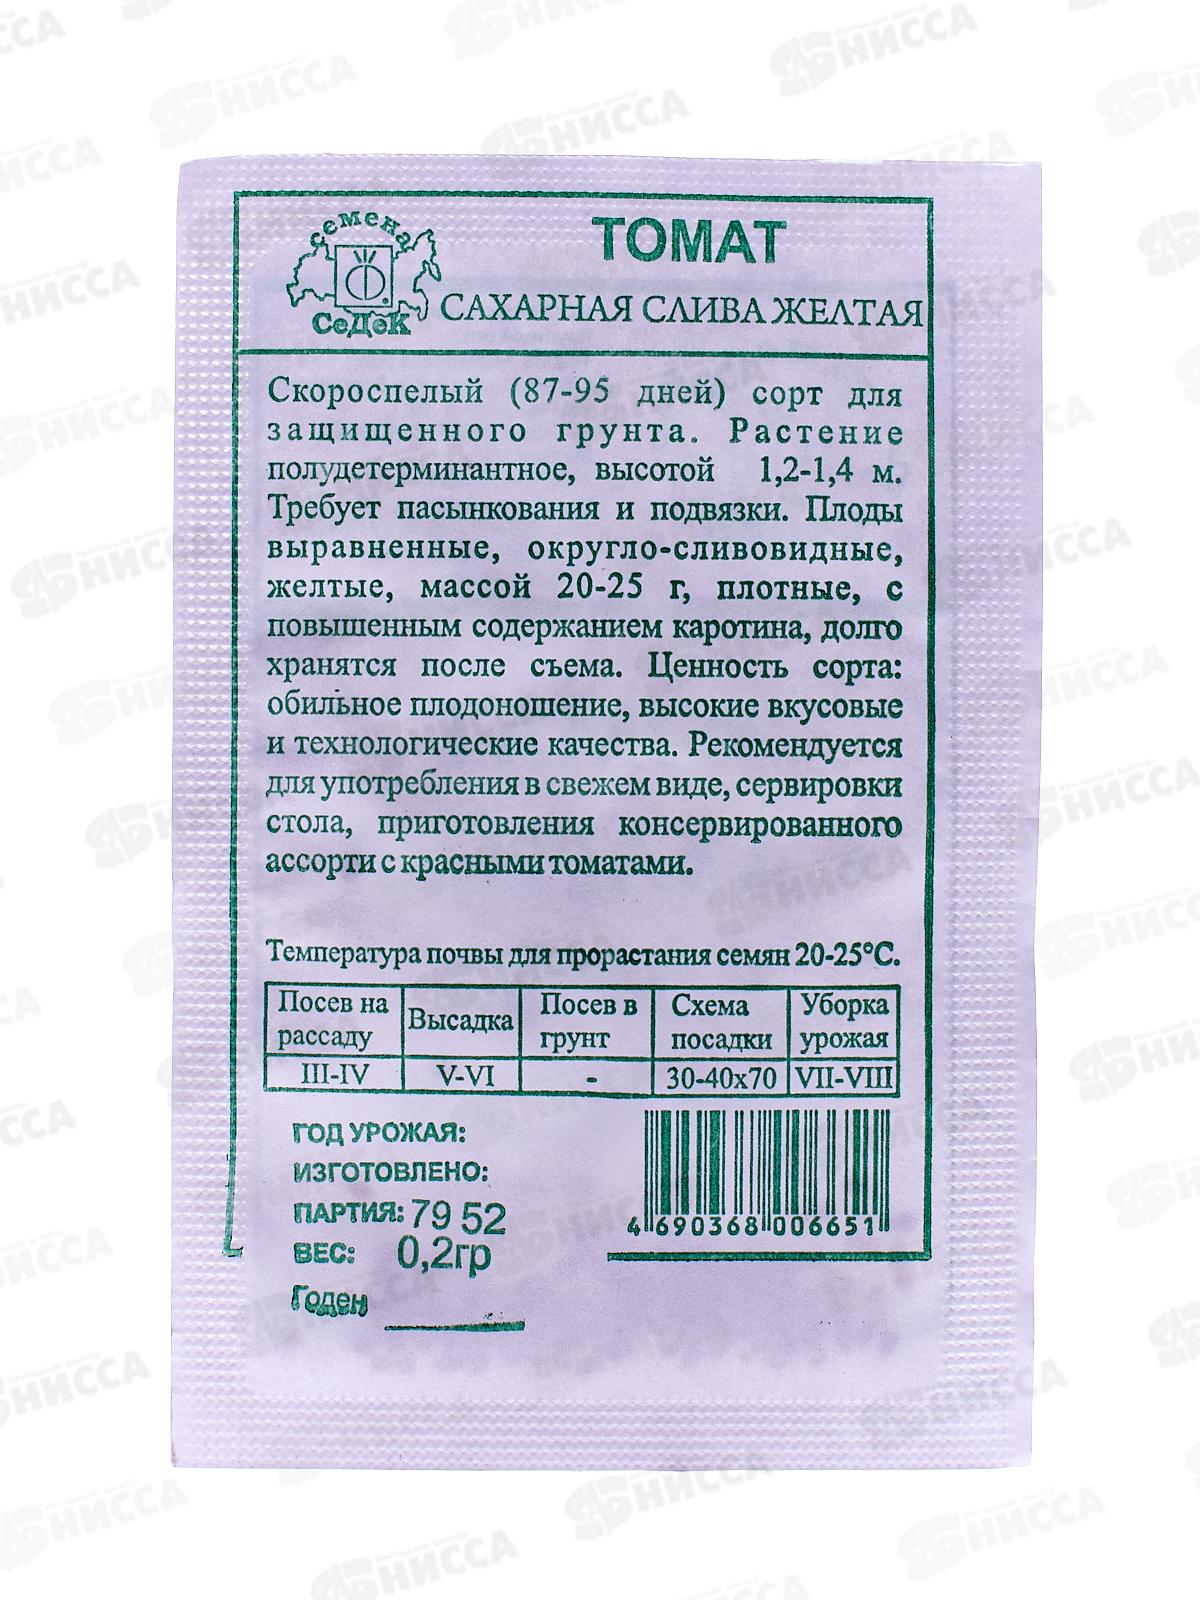 семена
СеДеК
ТОМАТ
САХАРНАЯ СЛИВА ЖЕЛТАЯ
Скороспелый (87-95 дней) сорт для
защищенного грунта. Растение
полудетерминантное, высотой 1,2-1,4 м.
Требует пасынкования и подвязки. Плоды
выравненные, округло-сливовидные,
желтые, массой 20-25 г, плотные, с
повышенным содержанием каротина, долго
хранятся после съема. Ценность сорта:
обильное плодоношение, высокие вкусовые
и технологические качества. Рекомендуется
для употребления в свежем виде, сервировки
стола, приготовления консервированного
ассорти с красными томатами.
Температура почвы для прорастания семян 20-25°С.
Посев на рассаду Высадка Посев в грунт Схема посадки Уборка урожая
III-IV V-VI - 30-40х70 VII-VIII
ГОД УРОЖАЯ:
ИЗГОТОВЛЕНО:
ПАРТИЯ: 79 52
ВЕС: 0,2гр
Годен
4 690368 006651
НИССА